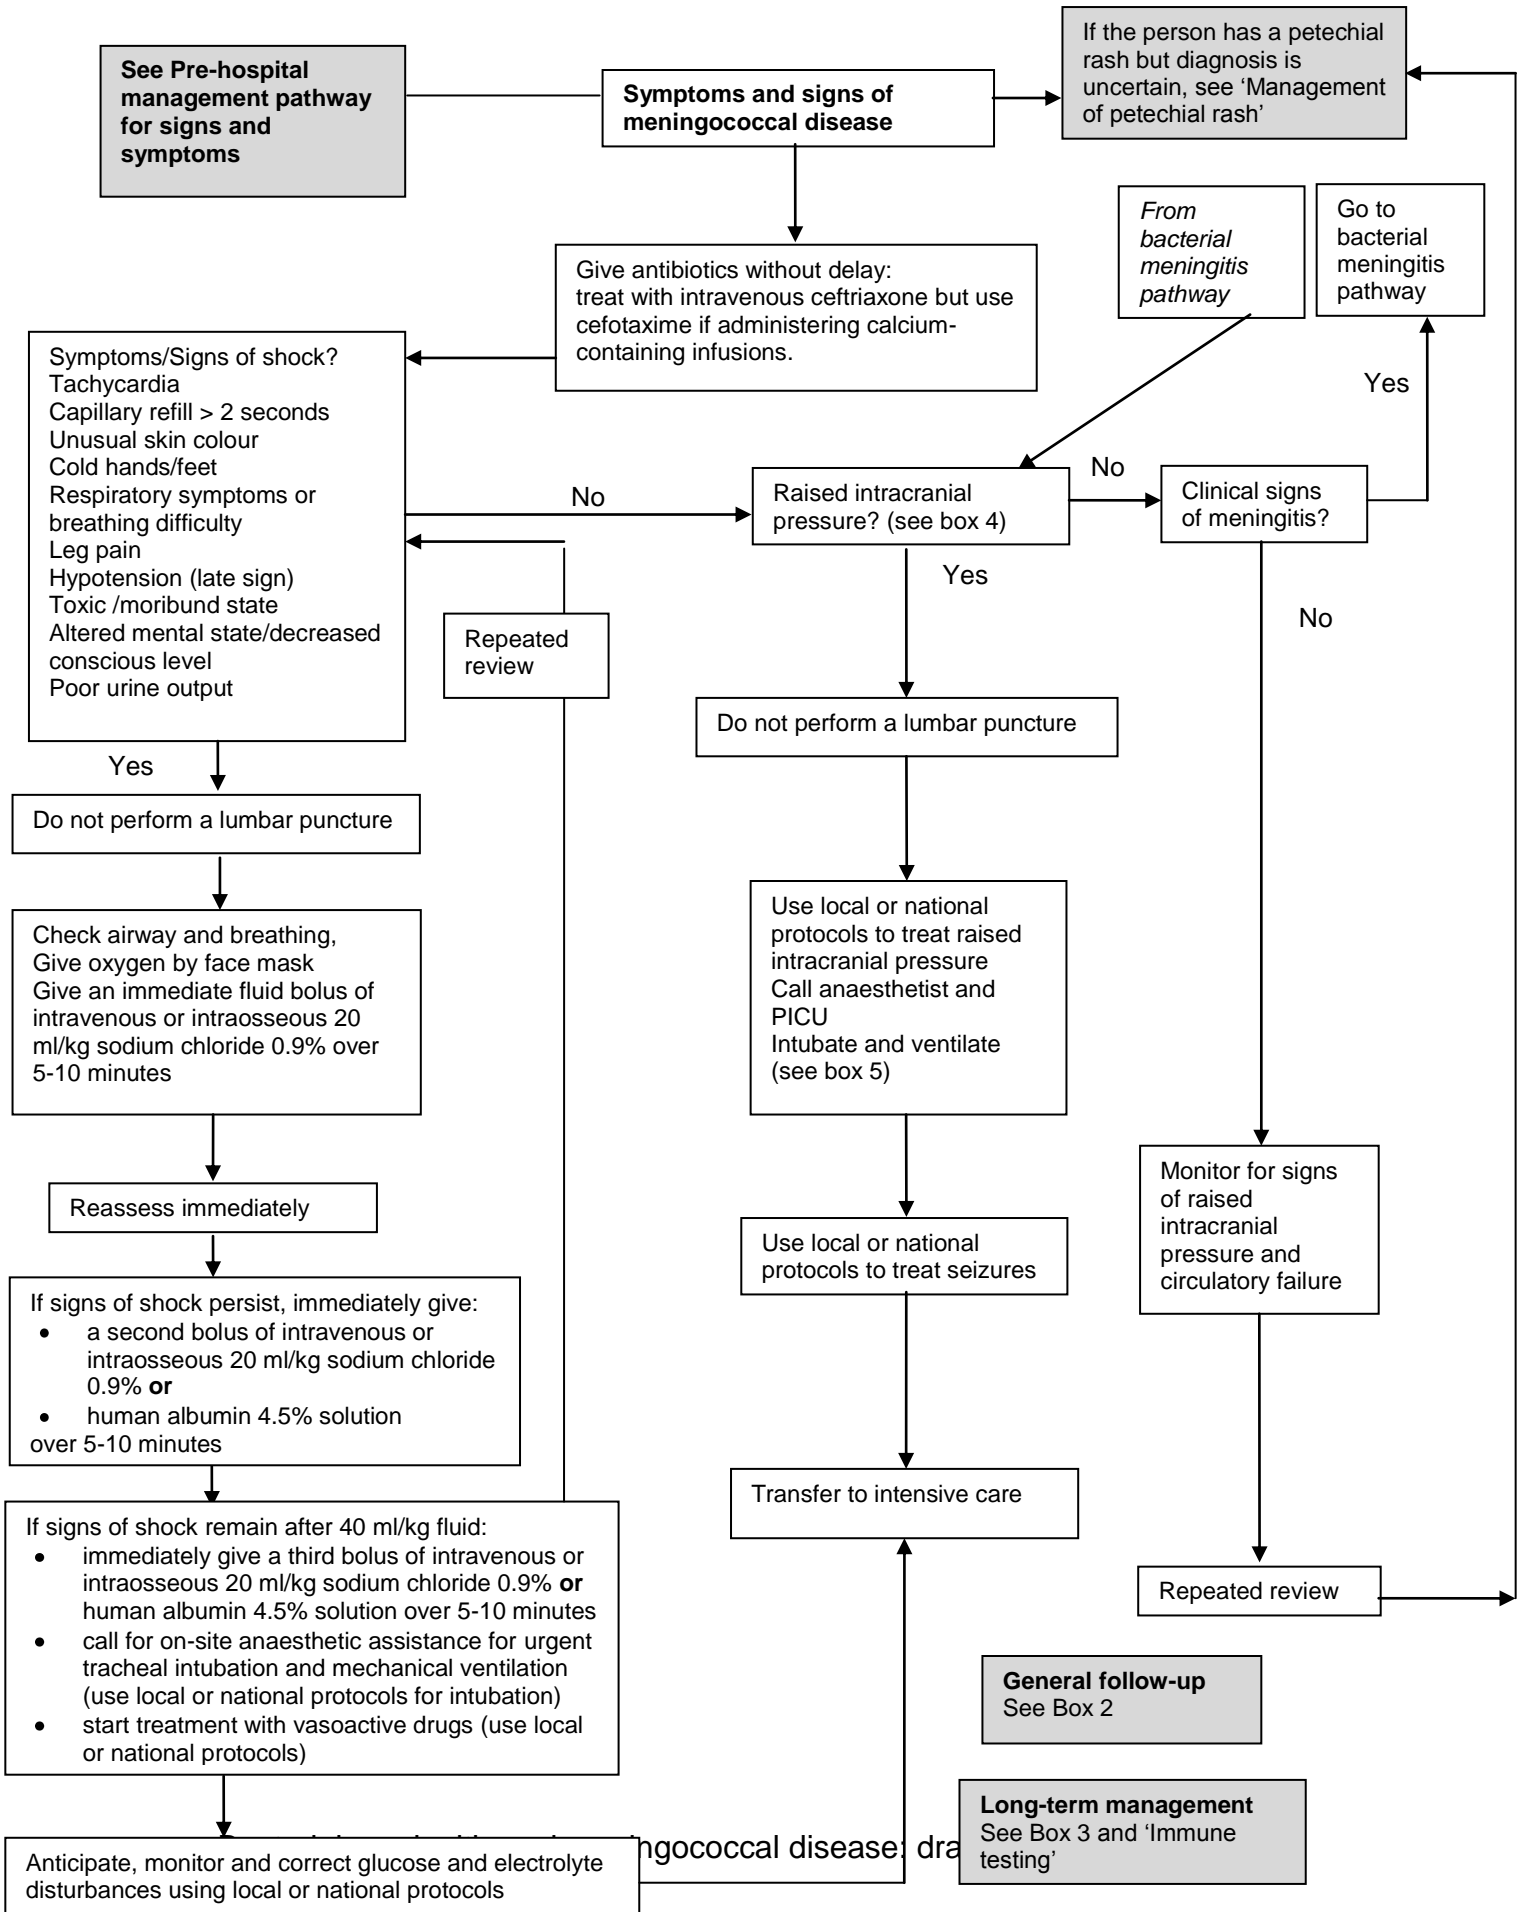 See Pre-hospital
management pathway
for signs and
symptoms
Symptoms and signs of
meningococcal disease
If the person has a petechial
rash but diagnosis is
uncertain, see ‘Management
of petechial rash’
From
bacterial
meningitis
pathway
Go to
bacterial
meningitis
pathway
Give antibiotics without delay:
treat with intravenous ceftriaxone but use
cefotaxime if administering calcium-
containing infusions.
Symptoms/Signs of shock?
Tachycardia
Capillary refill > 2 seconds
Unusual skin colour
Cold hands/feet
Respiratory symptoms or
breathing difficulty
Leg pain
Hypotension (late sign)
Toxic /moribund state
Altered mental state/decreased
conscious level
Poor urine output
No
Raised intracranial
pressure? (see box 4)
No
Clinical signs
of meningitis?
Yes
Yes
No
Repeated
review
Yes
Do not perform a lumbar puncture
Do not perform a lumbar puncture
Check airway and breathing,
Give oxygen by face mask
Give an immediate fluid bolus of
intravenous or intraosseous 20
ml/kg sodium chloride 0.9% over
5-10 minutes
Use local or national
protocols to treat raised
intracranial pressure
Call anaesthetist and
PICU
Intubate and ventilate
(see box 5)
Monitor for signs
of raised
intracranial
pressure and
circulatory failure
Reassess immediately
Use local or national
protocols to treat seizures
If signs of shock persist, immediately give:
• a second bolus of intravenous or
intraosseous 20 ml/kg sodium chloride
0.9% or
• human albumin 4.5% solution
over 5-10 minutes
Transfer to intensive care
If signs of shock remain after 40 ml/kg fluid:
• immediately give a third bolus of intravenous or
intraosseous 20 ml/kg sodium chloride 0.9% or
human albumin 4.5% solution over 5-10 minutes
• call for on-site anaesthetic assistance for urgent
tracheal intubation and mechanical ventilation
(use local or national protocols for intubation)
• start treatment with vasoactive drugs (use local
or national protocols)
Repeated review
General follow-up
See Box 2
Long-term management
See Box 3 and ‘Immune
testing’
disease:
Anticipate, monitor and correct glucose and electrolyte
disturbances using local or national protocols